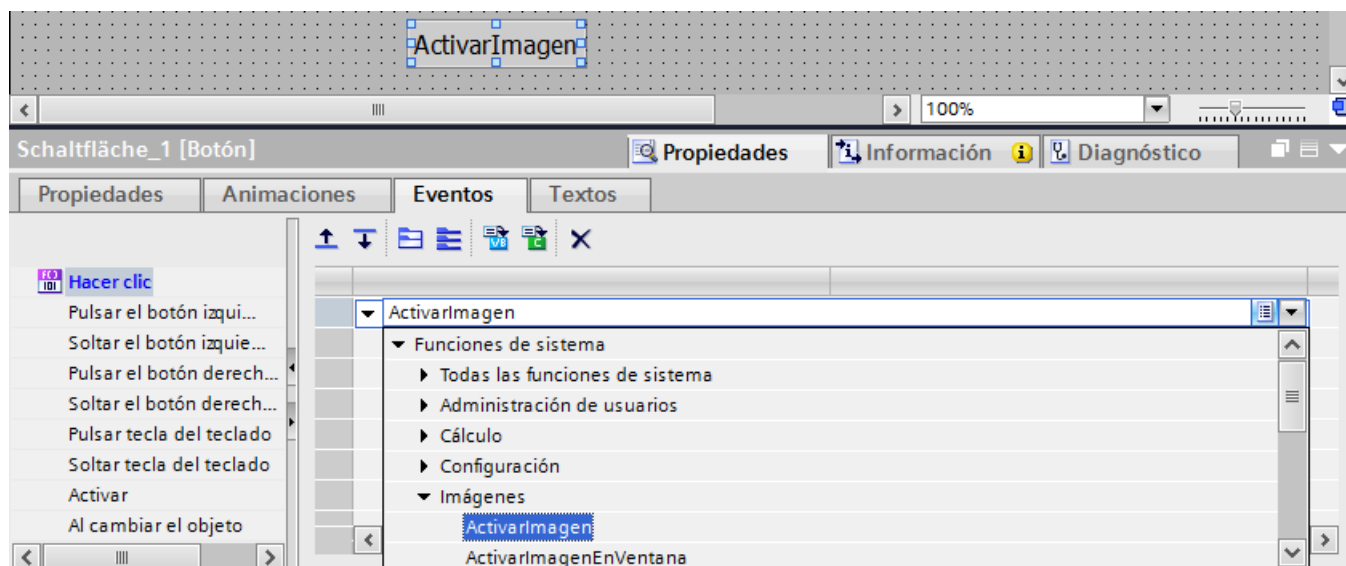 ActivarImagen
100%
Schaltfläche_1 [Botón]
Propiedades
Información
Diagnóstico
Propiedades
Animaciones
Eventos
Textos
Hacer clic
Pulsar el botón izqui...
Soltar el botón izquie...
Pulsar el botón derech...
Soltar el botón derech...
Pulsar tecla del teclado
Soltar tecla del teclado
Activar
Al cambiar el objeto
ActivarImagen
Funciones de sistema
Todas las funciones de sistema
Administración de usuarios
Cálculo
Configuración
Imágenes
ActivarImagen
ActivarImagenEnVentana